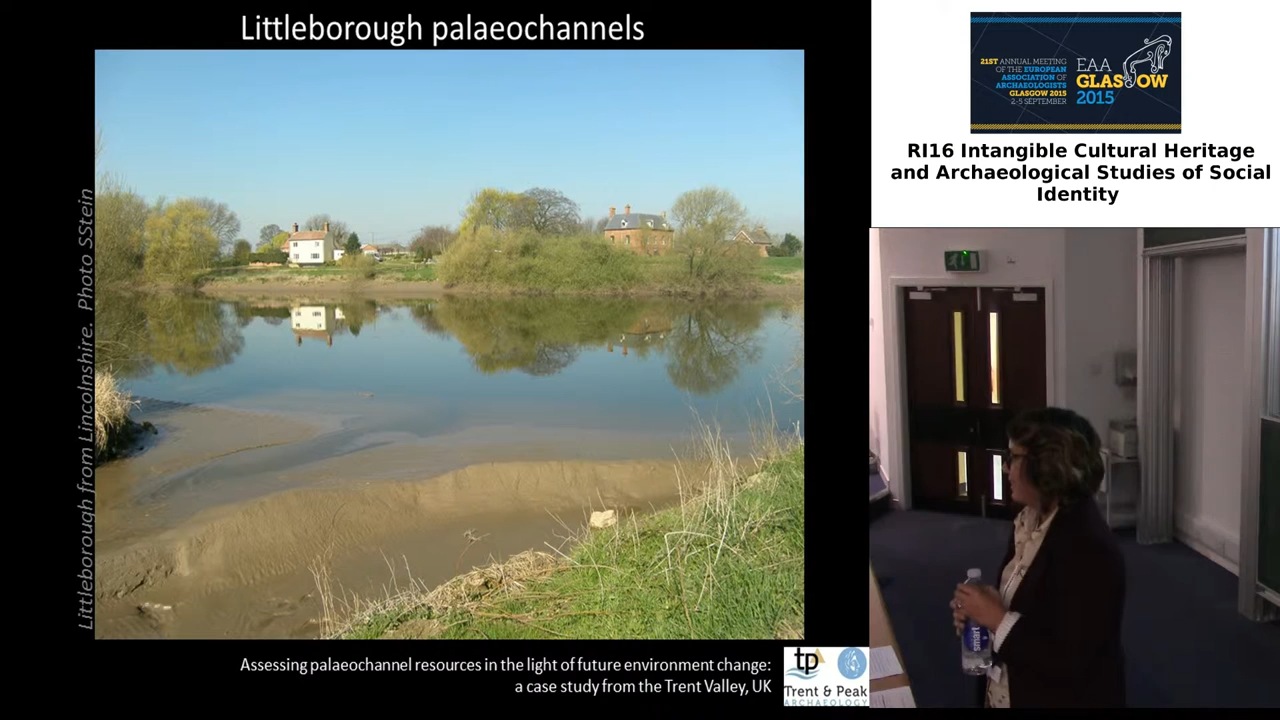 Littleborough palaeochannels
Littleborough from Lincolnshire. Photo SStein
Assessing palaeochannel resources in the light of future environment change:
a case study from the Trent Valley, UK
tp
Trent & Peak
ARCHAEOLOGY
21ST ANNUAL MEETING
OF THE EUROPEAN
ASSOCIATION OF
ARCHAEOLOGISTS
GLASGOW 2015
2-5 SEPTEMBER
EAA
GLASGOW
2015
RI16 Intangible Cultural Heritage
and Archaeological Studies of Social
Identity
smart